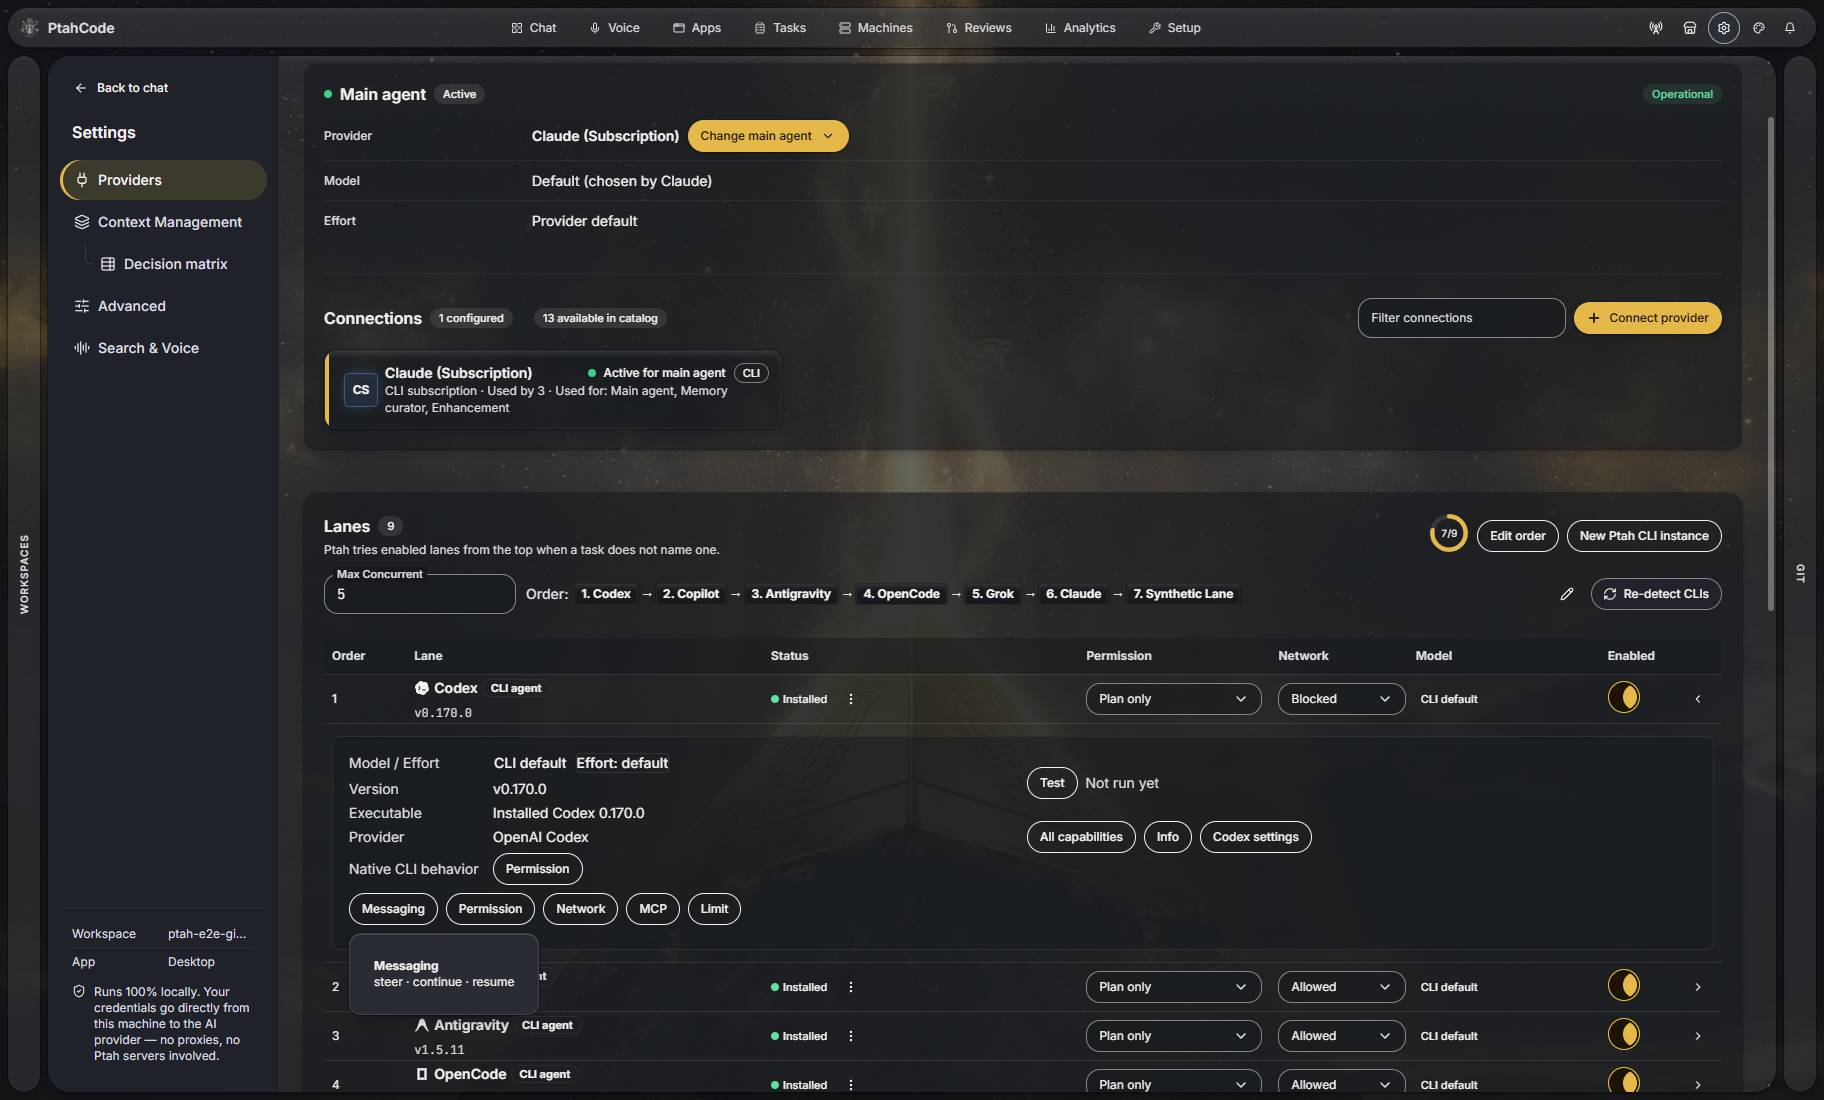 PtahCode
Chat
Voice
Apps
Tasks
Machines
Reviews
Analytics
Setup
WORKSPACES
Back to chat
Settings
Providers
Context Management
Decision matrix
Advanced
Search & Voice
Workspace ptah-e2e-gi...
App Desktop
Runs 100% locally. Your
credentials go directly from
this machine to the AI
provider — no proxies, no
Ptah servers involved.
Main agent Active Operational
Provider Claude (Subscription) Change main agent
Model Default (chosen by Claude)
Effort Provider default
Connections 1 configured 13 available in catalog Filter connections + Connect provider
CS
Claude (Subscription) Active for main agent CLI
CLI subscription · Used by 3 · Used for: Main agent, Memory
curator, Enhancement
Lanes 9
Ptah tries enabled lanes from the top when a task does not name one.
7/9 Edit order New Ptah CLI instance
Max Concurrent
5
Order: 1. Codex → 2. Copilot → 3. Antigravity → 4. OpenCode → 5. Grok → 6. Claude → 7. Synthetic Lane
Re-detect CLIs
Order Lane Status Permission Network Model Enabled
1 Codex CLI agent Installed Plan only Blocked CLI default
v0.170.0
Model / Effort CLI default Effort: default
Version v0.170.0
Executable Installed Codex 0.170.0
Provider OpenAI Codex
Native CLI behavior Permission
Messaging Permission Network MCP Limit
Test Not run yet
All capabilities Info Codex settings
Messaging
steer · continue · resume
2 Installed Plan only Allowed CLI default
3 Antigravity CLI agent Installed Plan only Allowed CLI default
v1.5.11
4 OpenCode CLI agent Installed Plan only Allowed CLI default
GIT